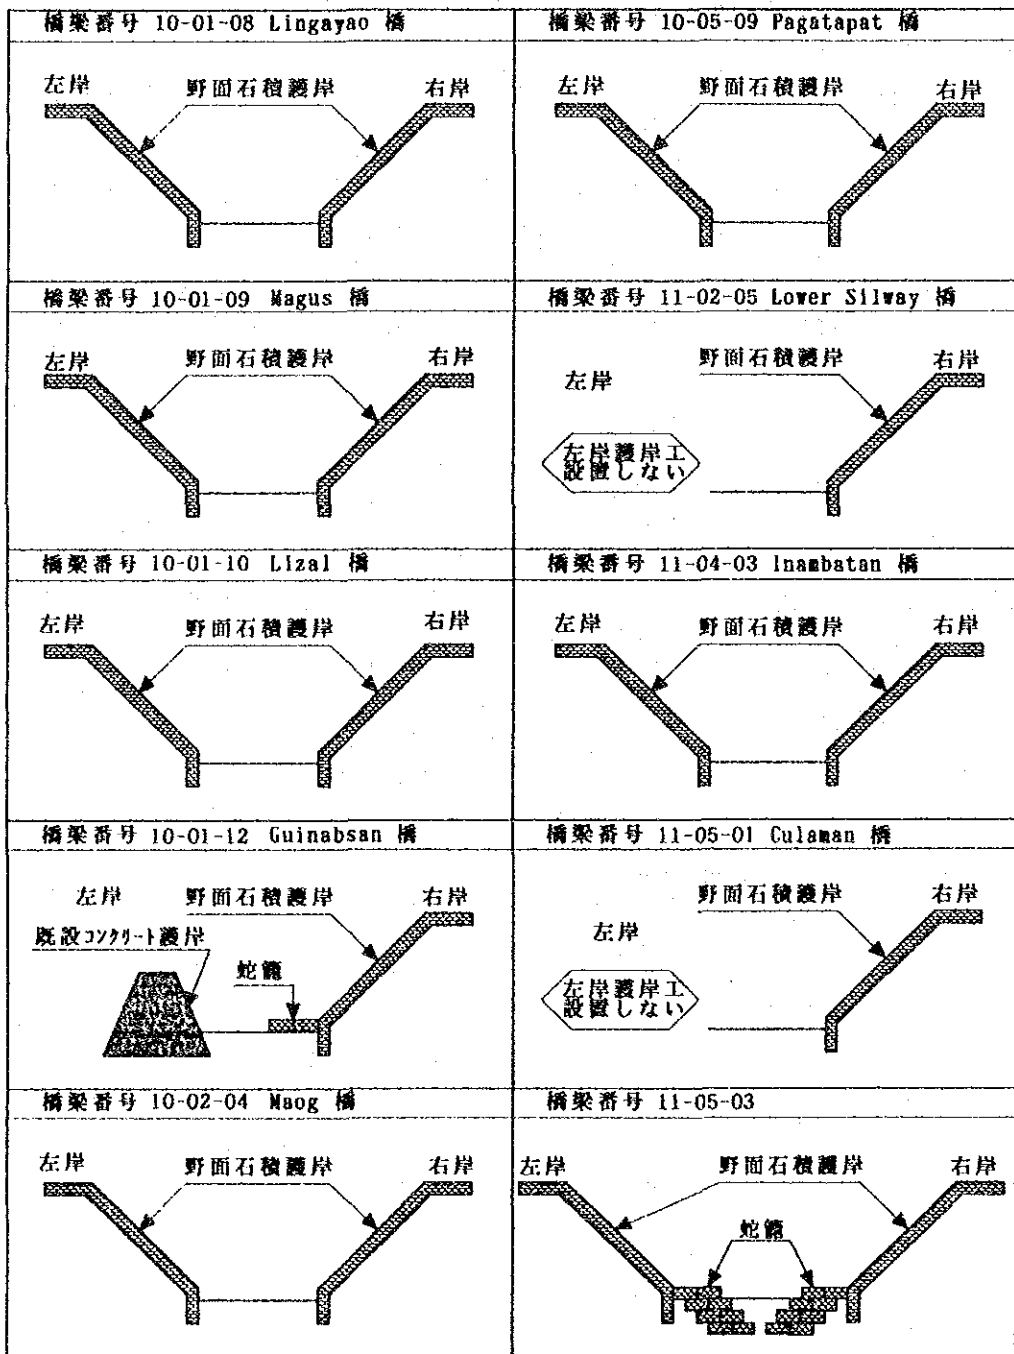 橋梁番号 10-01-08 Lingayao 橋
左岸
野面石積護岸
右岸
橋梁番号 10-05-09 Pagatapat 橋
左岸
野面石積護岸
右岸
橋梁番号 10-01-09 Magus 橋
左岸
野面石積護岸
右岸
橋梁番号 11-02-05 Lower Silway 橋
左岸
野面石積護岸
右岸
左岸護岸工
設置しない
橋梁番号 10-01-10 Lizal 橋
左岸
野面石積護岸
右岸
橋梁番号 11-04-03 Inambatan 橋
左岸
野面石積護岸
右岸
橋梁番号 10-01-12 Guinabsan 橋
左岸
野面石積護岸
右岸
既設コンクリート護岸
蛇籠
橋梁番号 11-05-01 Culaman 橋
左岸
野面石積護岸
右岸
左岸護岸工
設置しない
橋梁番号 10-02-04 Maog 橋
左岸
野面石積護岸
右岸
橋梁番号 11-05-03
左岸
野面石積護岸
右岸
蛇籠